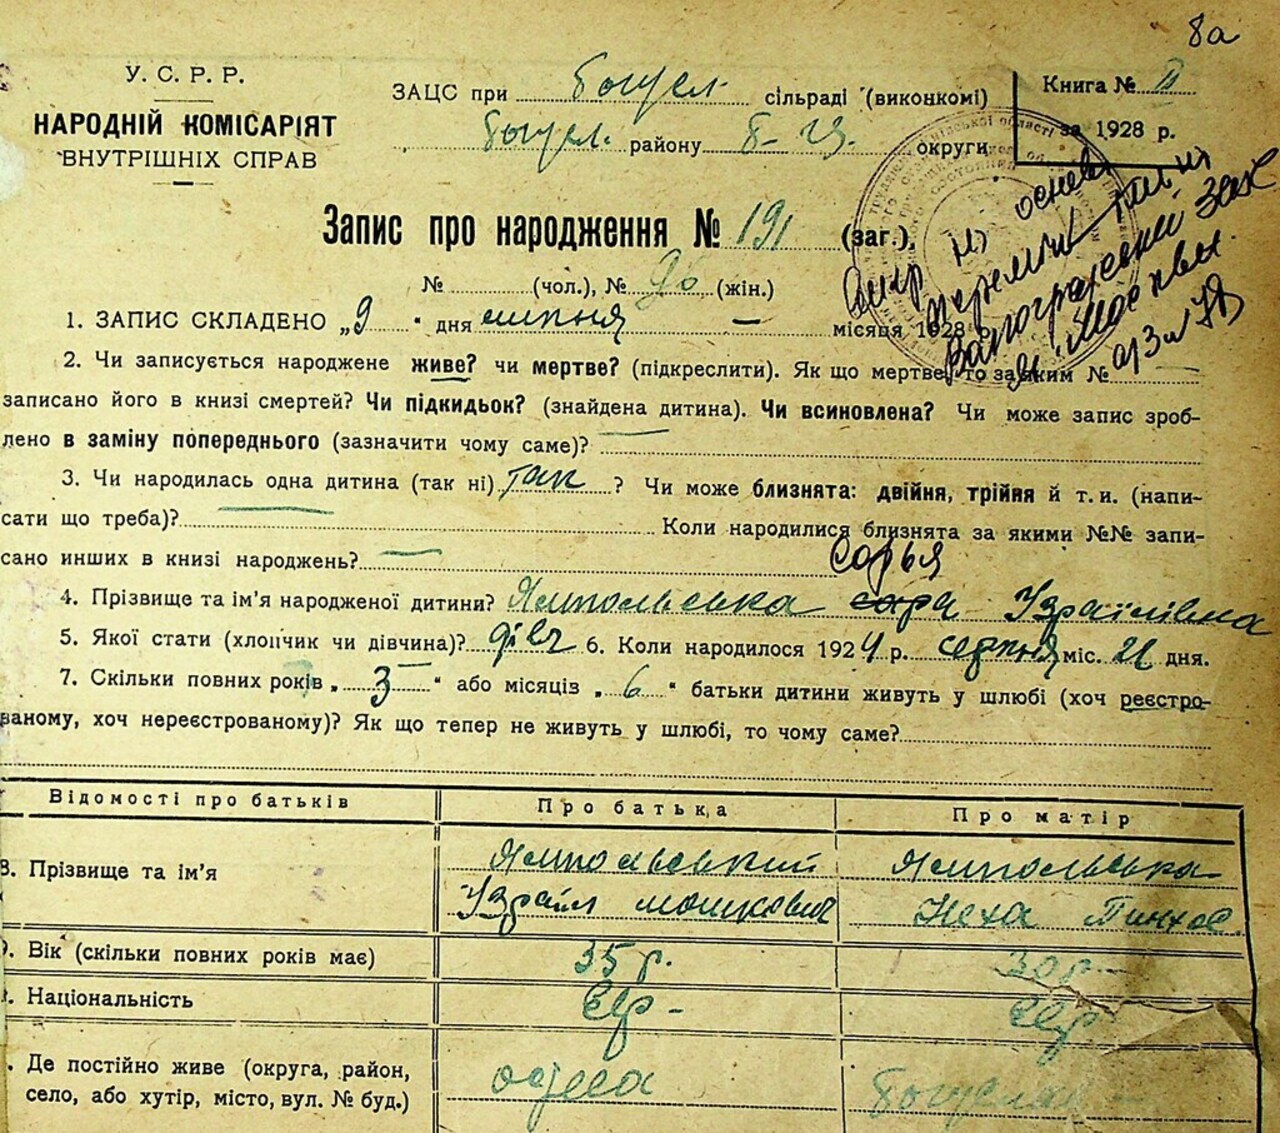 8а
У. С. Р. Р.
НАРОДНІЙ КОМІСАРІЯТ
ВНУТРІШНІХ СПРАВ
ЗАЦС при Богусл. сільраді (виконкомі)
Богусл. району Б-Ц. округи
Книга № II
за 1928 р.
Запис про народження № 191 (заг.),
№ (чол.), № 96 (жін.)
1. ЗАПИС СКЛАДЕНО „9" дня липня — місяця 1928
2. Чи записується народжене живе? чи мертве? (підкреслити). Як що мертве, то за яким №
записано його в книзі смертей? Чи підкидьок? (знайдена дитина). Чи всиновлена? Чи може запис зроб-
лено в заміну попереднього (зазначити чому саме)?
3. Чи народилась одна дитина (так ні) так ? Чи може близнята: двійня, трійня й т. и. (напи-
сати що треба)? Коли народилися близнята за якими №№ запи-
сано инших в книзі народжень?
Софья
4. Прізвище та ім'я народженої дитини? Ямпольська Сара Ізраїлівна
5. Якої стати (хлопчик чи дівчина)? дівч 6. Коли народилося 1924 р. серпня міс. 21 дня.
7. Скільки повних років „3" або місяців „6" батьки дитини живуть у шлюбі (хоч реєстро-
ваному, хоч нереєстрованому)? Як що тепер не живуть у шлюбі, то чому саме?
Відомості про батьків Про батька Про матір
8. Прізвище та ім'я Ямпольський Ізраїл Мошкович Ямпольська Неха Пинхос.
9. Вік (скільки повних років має) 35 р. 30 р.
Національність Євр. Євр
Де постійно живе (округа, район,
село, або хутір, місто, вул. № буд.) Одеса